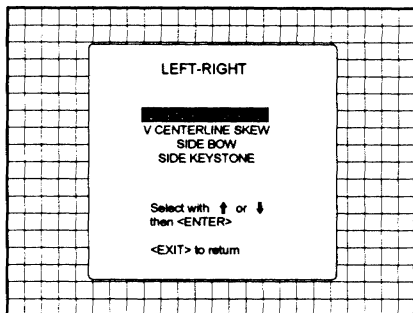 LEFT-RIGHT
V CENTERLINE SKEW
SIDE BOW
SIDE KEYSTONE
Select with ↑ or ↓
then <ENTER>
<EXIT> to return